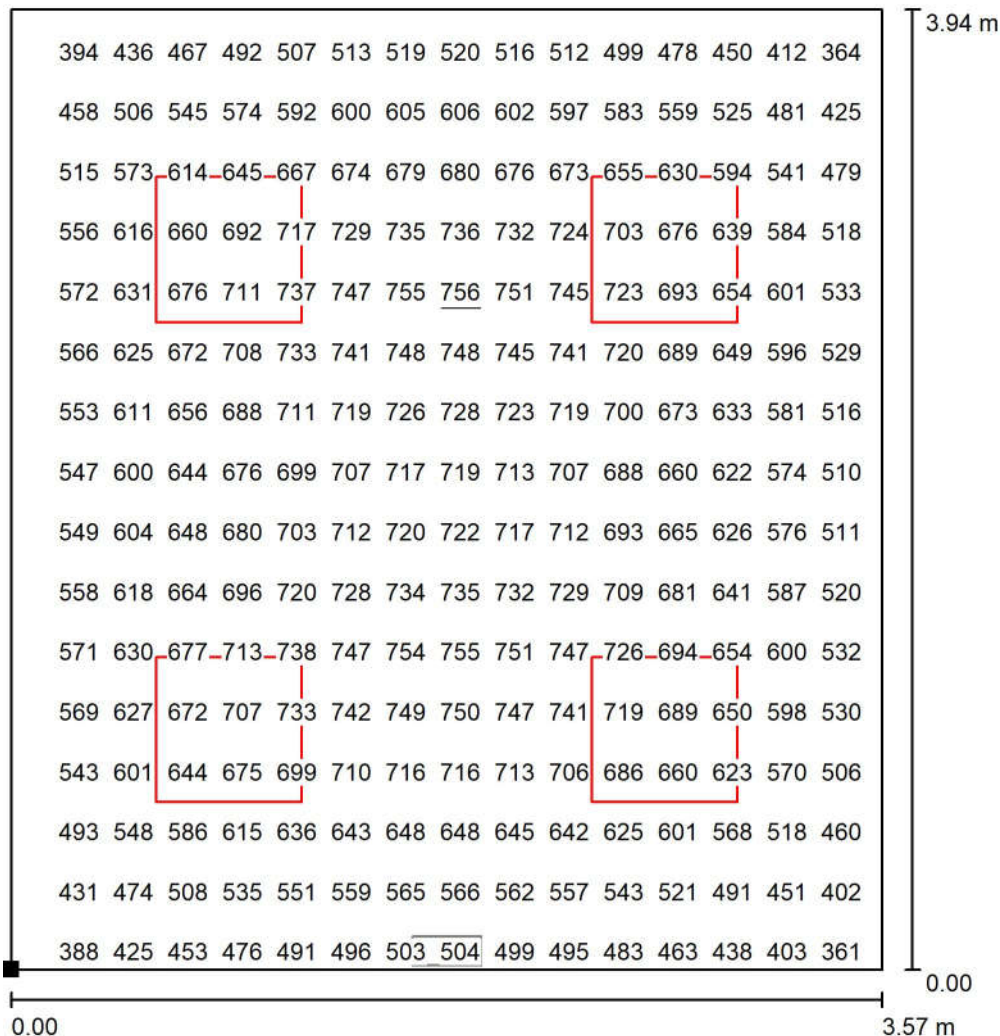 3.94 m
394 436 467 492 507 513 519 520 516 512 499 478 450 412 364
458 506 545 574 592 600 605 606 602 597 583 559 525 481 425
515 573 614 645 667 674 679 680 676 673 655 630 594 541 479
556 616 660 692 717 729 735 736 732 724 703 676 639 584 518
572 631 676 711 737 747 755 756 751 745 723 693 654 601 533
566 625 672 708 733 741 748 748 745 741 720 689 649 596 529
553 611 656 688 711 719 726 728 723 719 700 673 633 581 516
547 600 644 676 699 707 717 719 713 707 688 660 622 574 510
549 604 648 680 703 712 720 722 717 712 693 665 626 576 511
558 618 664 696 720 728 734 735 732 729 709 681 641 587 520
571 630 677 713 738 747 754 755 751 747 726 694 654 600 532
569 627 672 707 733 742 749 750 747 741 719 689 650 598 530
543 601 644 675 699 710 716 716 713 706 686 660 623 570 506
493 548 586 615 636 643 648 648 645 642 625 601 568 518 460
431 474 508 535 551 559 565 566 562 557 543 521 491 451 402
388 425 453 476 491 496 503 504 499 495 483 463 438 403 361
0.00
0.00 3.57 m